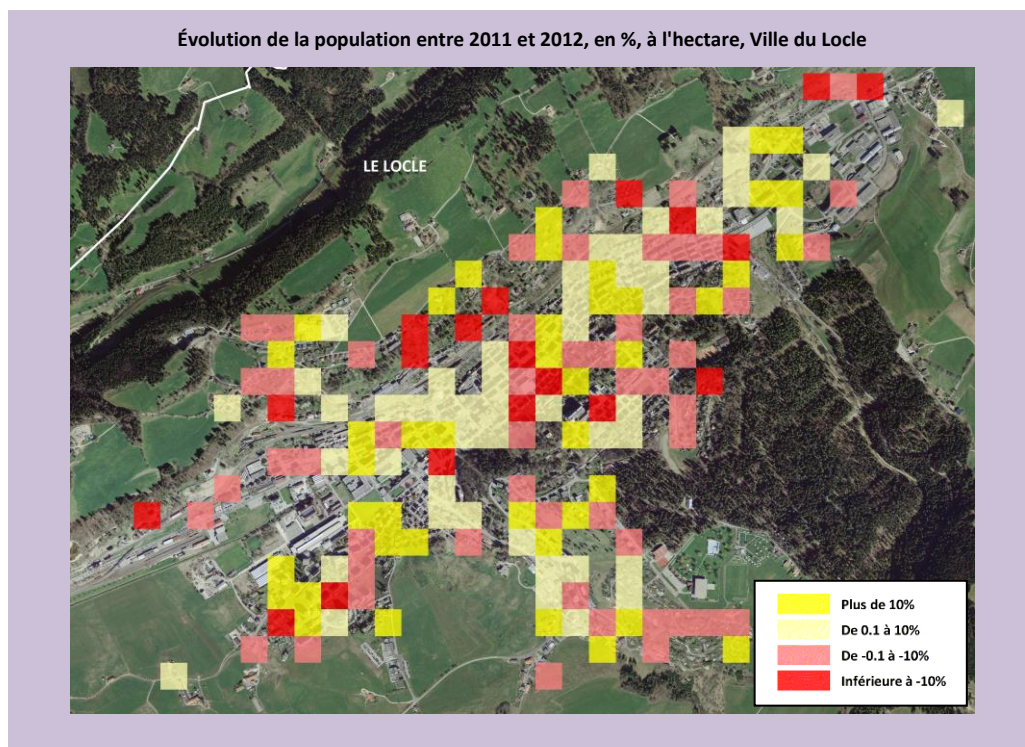 Évolution de la population entre 2011 et 2012, en %, à l'hectare, Ville du Locle
LE LOCLE
Plus de 10%
De 0.1 à 10%
De -0.1 à -10%
Inférieure à -10%